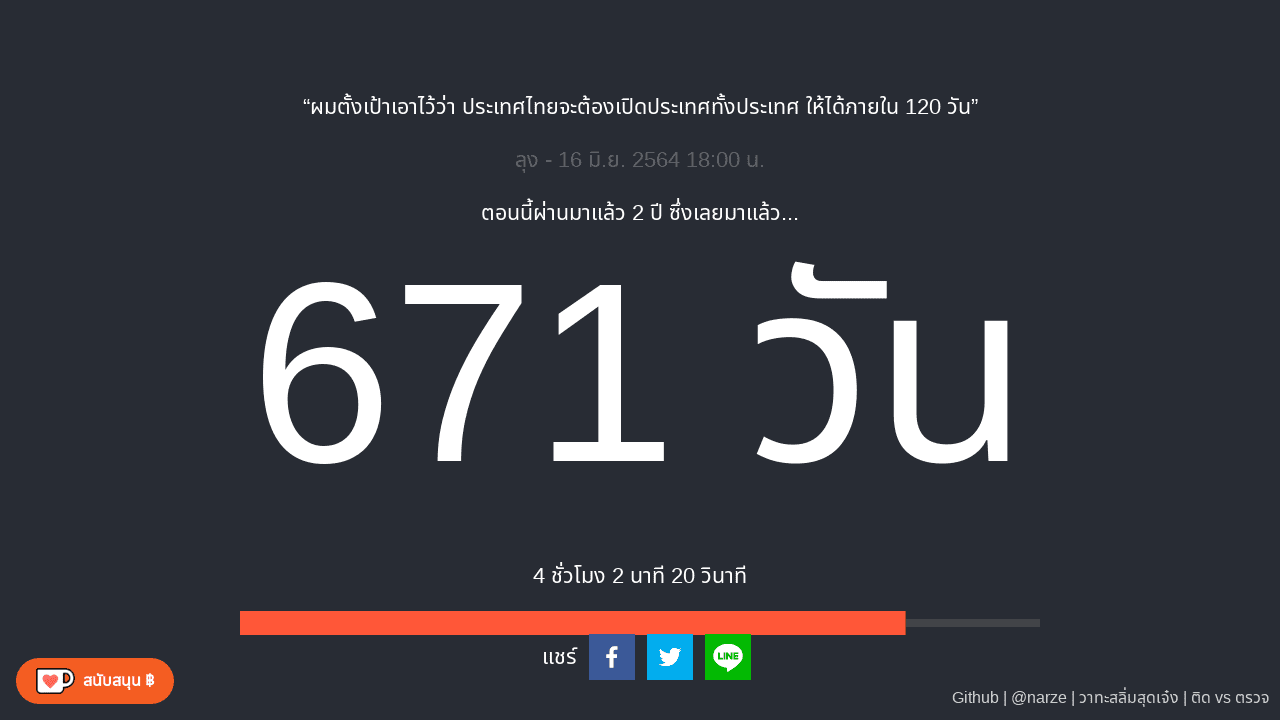 “ผมตั้งเป้าเอาไว้ว่า ประเทศไทยจะต้องเปิดประเทศทั้งประเทศ ให้ได้ภายใน 120 วัน”
ลุง - 16 มิ.ย. 2564 18:00 น.
ตอนนี้ผ่านมาแล้ว 2 ปี ซึ่งเลยมาแล้ว...
671 วัน
4 ชั่วโมง 2 นาที 20 วินาที
แชร์
LINE
สนับสนุน ฿
Github | @narze | วาทะสลิ่มสุดเจ๋ง | ติด vs ตรวจ